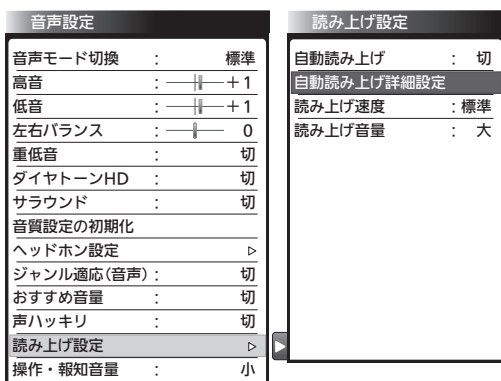 音声設定
音声モード切換 : 標準
高音 : +1
低音 : +1
左右バランス : 0
重低音 : 切
ダイヤトーンHD : 切
サラウンド : 切
音質設定の初期化
ヘッドホン設定
ジャンル適応(音声) : 切
おすすめ音量 : 切
声ハッキリ : 切
読み上げ設定
操作・報知音量 : 小
読み上げ設定
自動読み上げ : 切
自動読み上げ詳細設定
読み上げ速度 : 標準
読み上げ音量 : 大